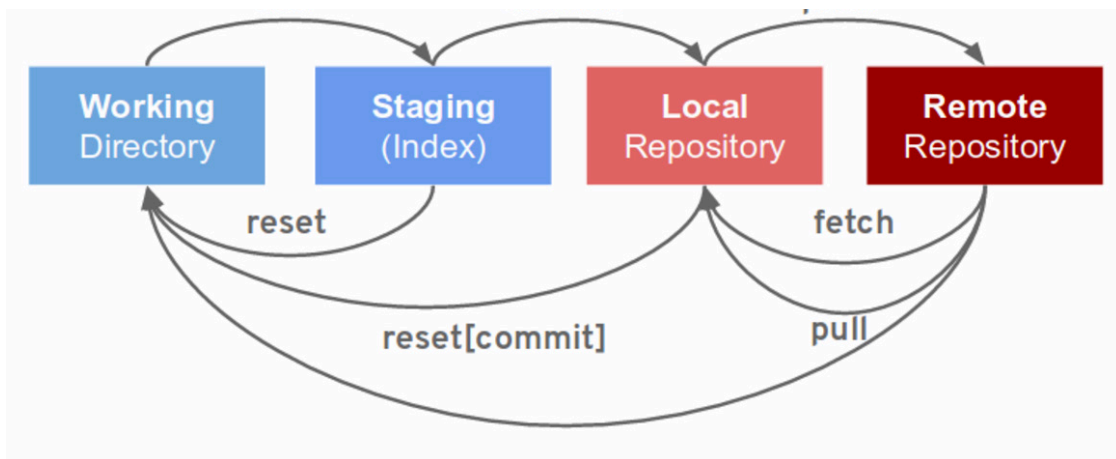 Working
Directory
Staging
(Index)
Local
Repository
Remote
Repository
reset
fetch
reset[commit]
pull